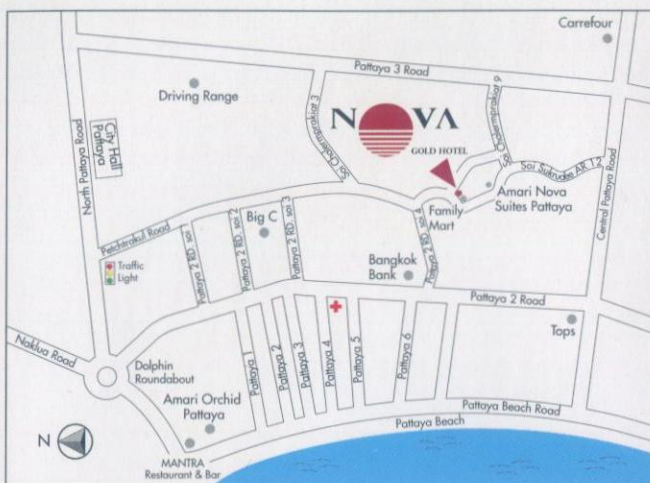 Carrefour
Pattaya 3 Road
Driving Range
NOVA
GOLD HOTEL
City Hall
Pattaya
North Pattaya Road
Soi Chalermprakiat 3
Soi Chalermprakiat 9
Soi Sukrudee AR 12
Central Pattaya Road
Amari Nova
Suites Pattaya
Family
Mart
Petchtrakul Road
Big C
Pattaya 2 RD. soi 1
Pattaya 2 RD. soi 2
Pattaya 2 RD. soi 3
Pattaya 2 RD. soi 4
Traffic
Light
Bangkok
Bank
Pattaya 2 Road
Tops
Naklua Road
Dolphin
Roundabout
Pattaya 1
Pattaya 2
Pattaya 3
Pattaya 4
Pattaya 5
Pattaya 6
Amari Orchid
Pattaya
Pattaya Beach Road
Pattaya Beach
N
MANTRA
Restaurant & Bar